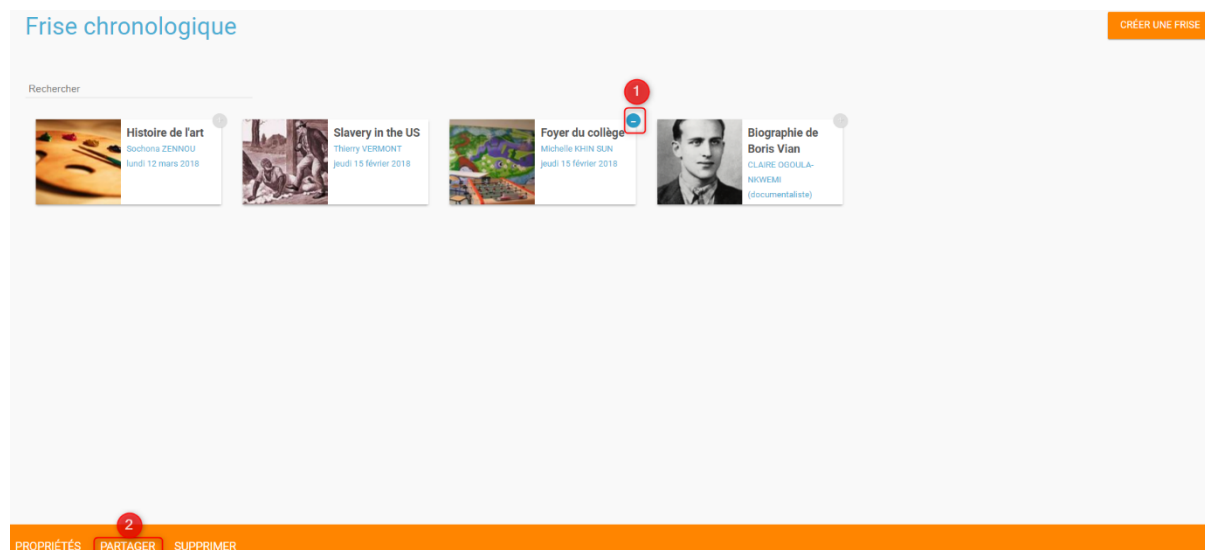 Frise chronologique
CRÉER UNE FRISE
Rechercher
1
Histoire de l'art
Sochona ZENNOU
lundi 12 mars 2018
Slavery in the US
Thierry VERMONT
jeudi 15 février 2018
Foyer du collège
Michelle KHIN SUN
jeudi 15 février 2018
Biographie de
Boris Vian
CLAIRE OGOULA-
NKWEMI
(documentaliste)
2
PROPRIÉTÉS PARTAGER SUPPRIMER